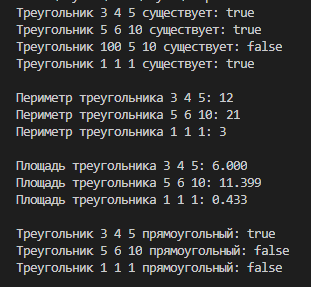 Треугольник 3 4 5 существует: true
Треугольник 5 6 10 существует: true
Треугольник 100 5 10 существует: false
Треугольник 1 1 1 существует: true
Периметр треугольника 3 4 5: 12
Периметр треугольника 5 6 10: 21
Периметр треугольника 1 1 1: 3
Площадь треугольника 3 4 5: 6.000
Площадь треугольника 5 6 10: 11.399
Площадь треугольника 1 1 1: 0.433
Треугольник 3 4 5 прямоугольный: true
Треугольник 5 6 10 прямоугольный: false
Треугольник 1 1 1 прямоугольный: false